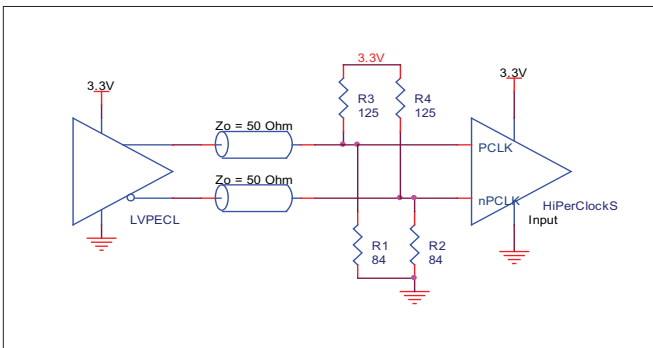 3.3V
3.3V
3.3V
R3
125
R4
125
Zo = 50 Ohm
PCLK
Zo = 50 Ohm
nPCLK
HiPerClockS
Input
LVPECL
R1
84
R2
84